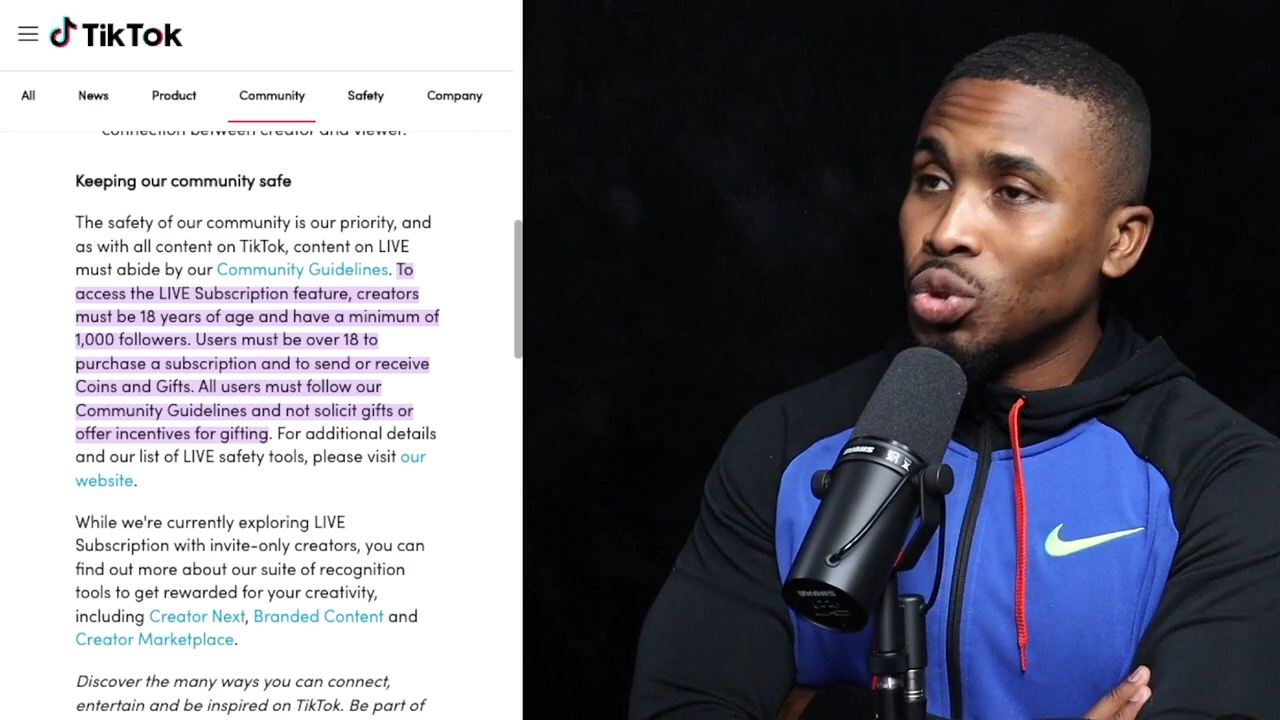 TikTok
All News Product Community Safety Company
connection between creator and viewer.
Keeping our community safe
The safety of our community is our priority, and
as with all content on TikTok, content on LIVE
must abide by our Community Guidelines. To
access the LIVE Subscription feature, creators
must be 18 years of age and have a minimum of
1,000 followers. Users must be over 18 to
purchase a subscription and to send or receive
Coins and Gifts. All users must follow our
Community Guidelines and not solicit gifts or
offer incentives for gifting. For additional details
and our list of LIVE safety tools, please visit our
website.
While we're currently exploring LIVE
Subscription with invite-only creators, you can
find out more about our suite of recognition
tools to get rewarded for your creativity,
including Creator Next, Branded Content and
Creator Marketplace.
Discover the many ways you can connect,
entertain and be inspired on TikTok. Be part of
SHURE
SHURE